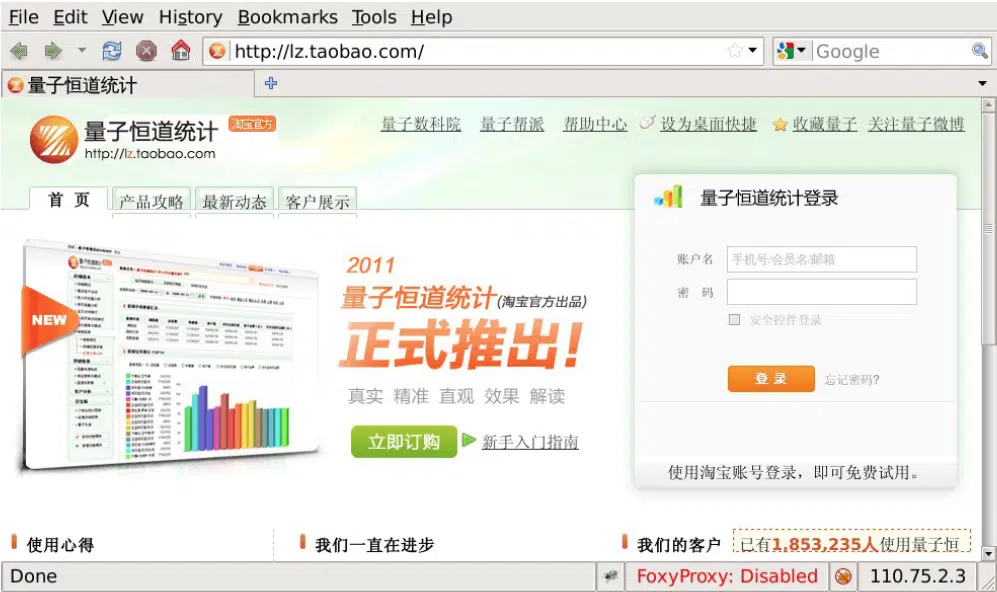 File Edit View History Bookmarks Tools Help
http://lz.taobao.com/
Google
量子恒道统计
量子恒道统计 淘宝官方
http://lz.taobao.com
量子数科院 量子帮派 帮助中心 设为桌面快捷 收藏量子 关注量子微博
首 页 产品攻略 最新动态 客户展示
NEW
2011
量子恒道统计(淘宝官方出品)
正式推出!
真实 精准 直观 效果 解读
立即订购 新手入门指南
量子恒道统计登录
账户名 手机号/会员名/邮箱
密 码
安全控件登录
登 录 忘记密码?
使用淘宝账号登录，即可免费试用。
使用心得 我们一直在进步 我们的客户 已有1,853,235人使用量子恒
Done FoxyProxy: Disabled 110.75.2.3